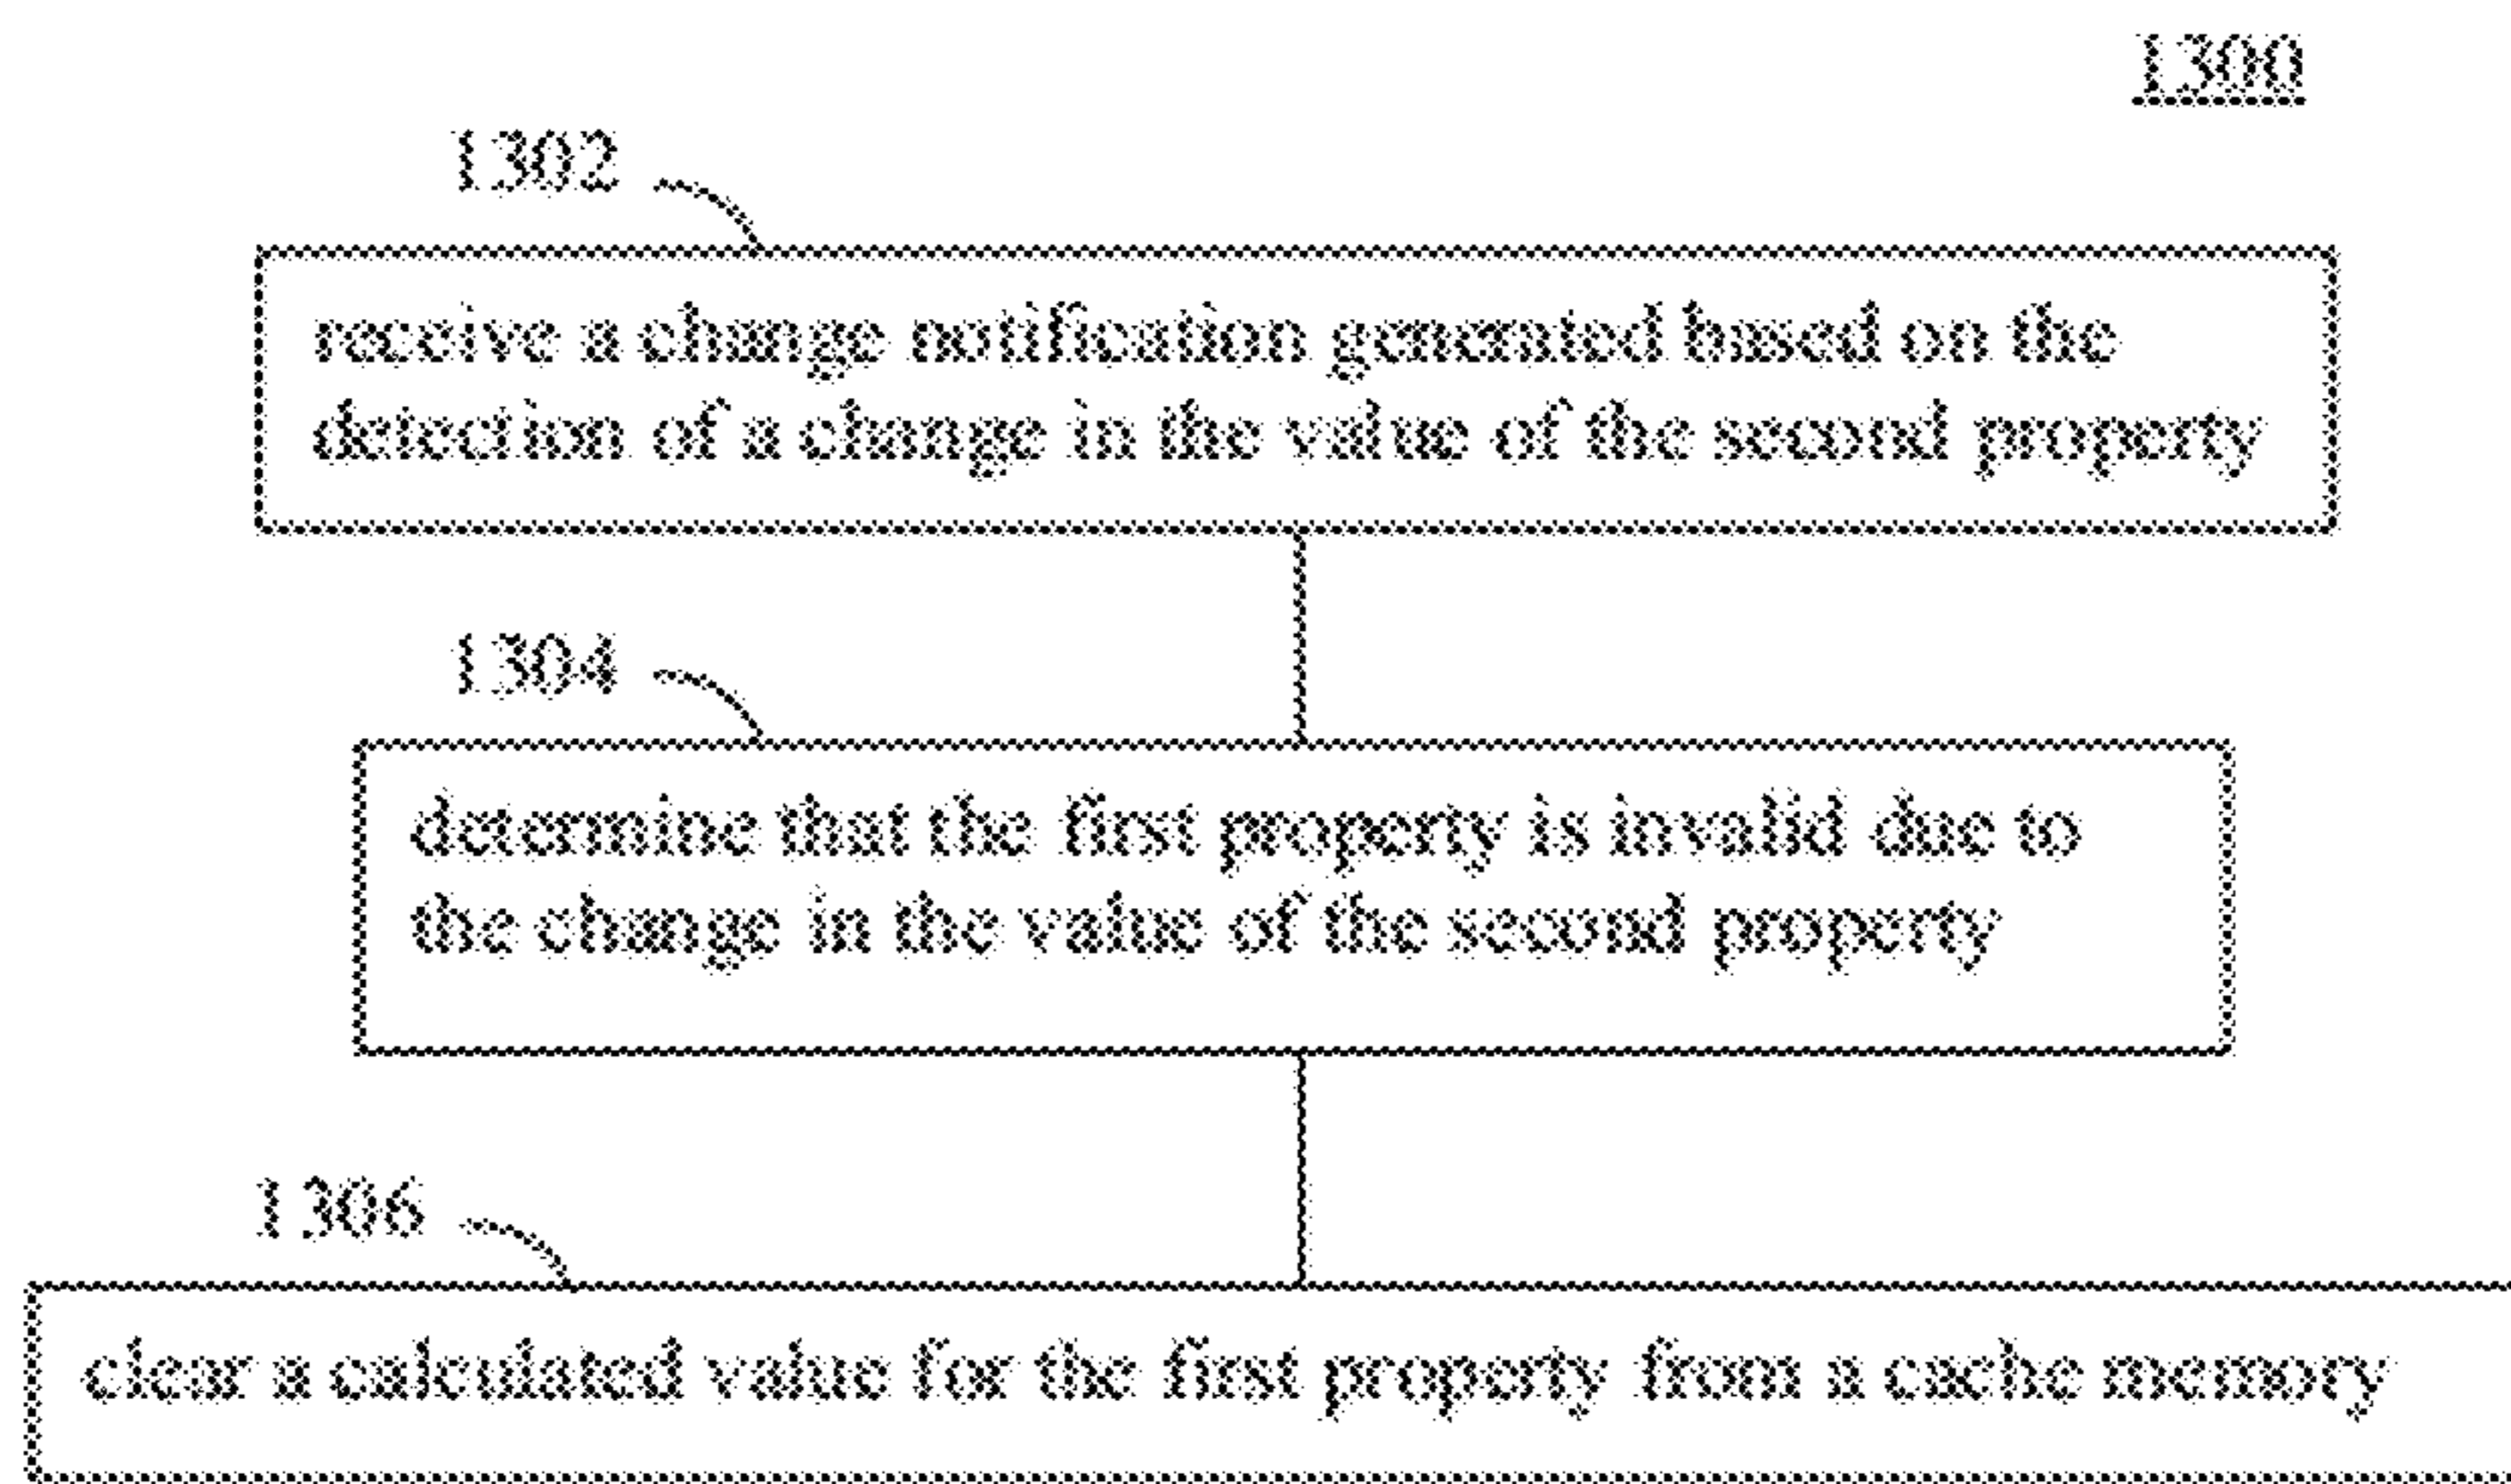 1300
1302
receive a change notification generated based on the
detection of a change in the value of the second property
1304
determine that the first property is invalid due to
the change in the value of the second property
1306
clear a calculated value for the first property from a cache memory